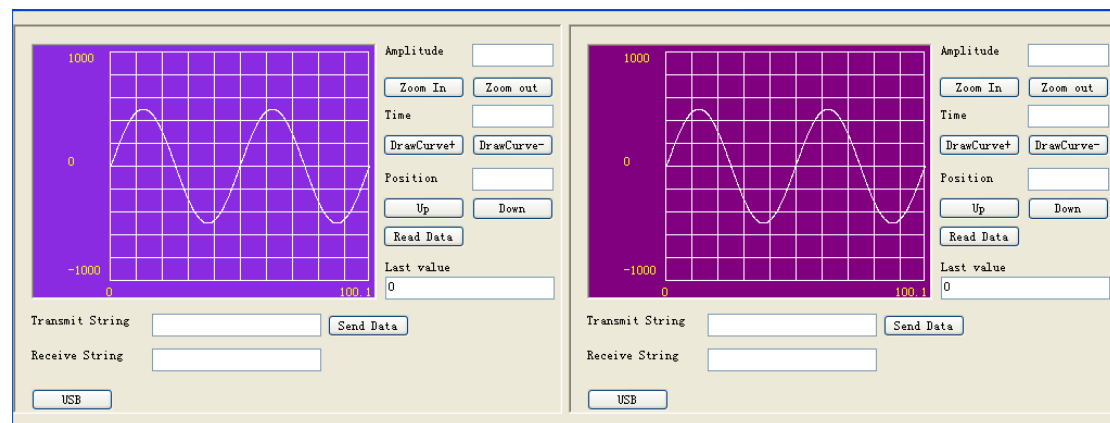 1000
0
-1000
0 100.1
Amplitude
Zoom In Zoom out
Time
DrawCurve+ DrawCurve-
Position
Up Down
Read Data
Last value
0
Transmit String Send Data
Receive String
USB
1000
0
-1000
0 100.1
Amplitude
Zoom In Zoom out
Time
DrawCurve+ DrawCurve-
Position
Up Down
Read Data
Last value
0
Transmit String Send Data
Receive String
USB